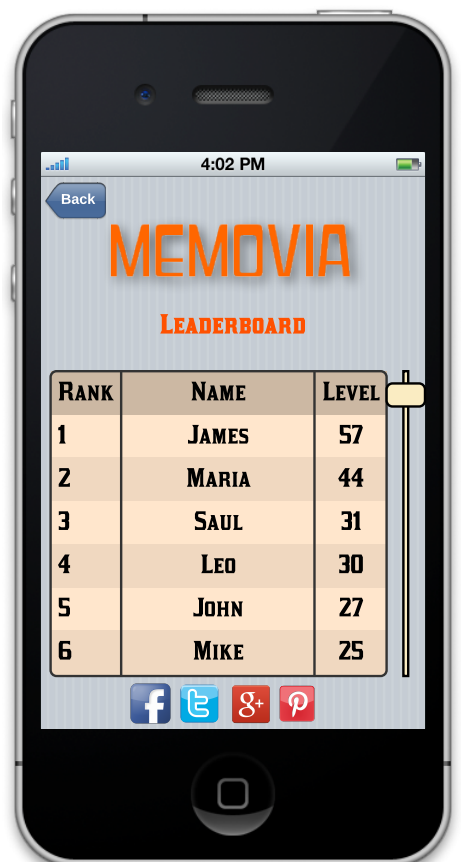 4:02 PM
Back
MEMOVIA
Leaderboard
Rank Name Level
1 James 57
2 Maria 44
3 Saul 31
4 Leo 30
5 John 27
6 Mike 25
f t g+ p